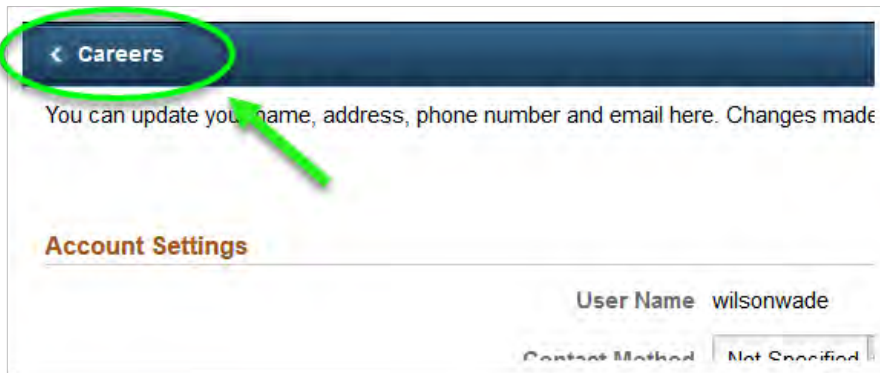 < Careers
You can update your name, address, phone number and email here. Changes made
Account Settings
User Name wilsonwade
Contact Method Not Specified